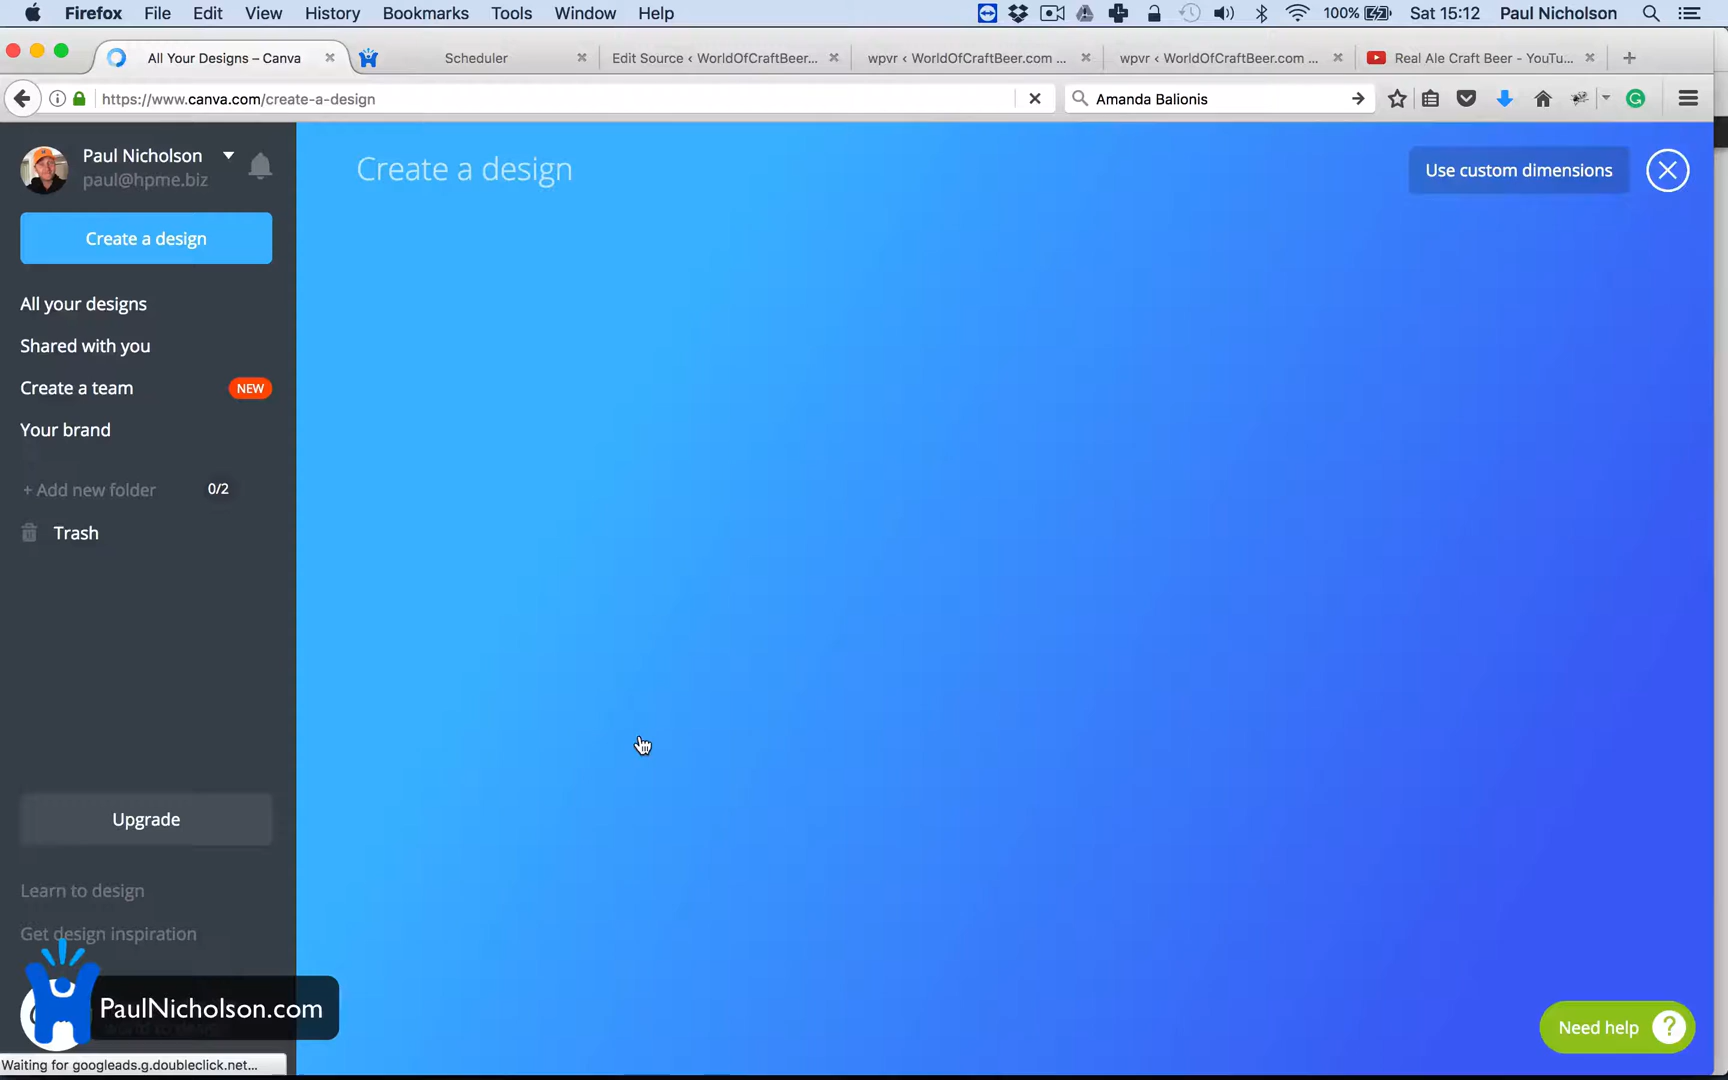 Firefox File Edit View History Bookmarks Tools Window Help 100% Sat 15:12 Paul Nicholson
All Your Designs – Canva Scheduler Edit Source ‹ WorldOfCraftBeer... wpvr ‹ WorldOfCraftBeer.com ... wpvr ‹ WorldOfCraftBeer.com ... Real Ale Craft Beer - YouTu...
https://www.canva.com/create-a-design Amanda Balionis
Paul Nicholson
paul@hpme.biz
Create a design
Use custom dimensions
Create a design
All your designs
Shared with you
Create a team NEW
Your brand
+ Add new folder 0/2
Trash
Upgrade
Learn to design
Get design inspiration
PaulNicholson.com
Need help ?
Waiting for googleads.g.doubleclick.net...